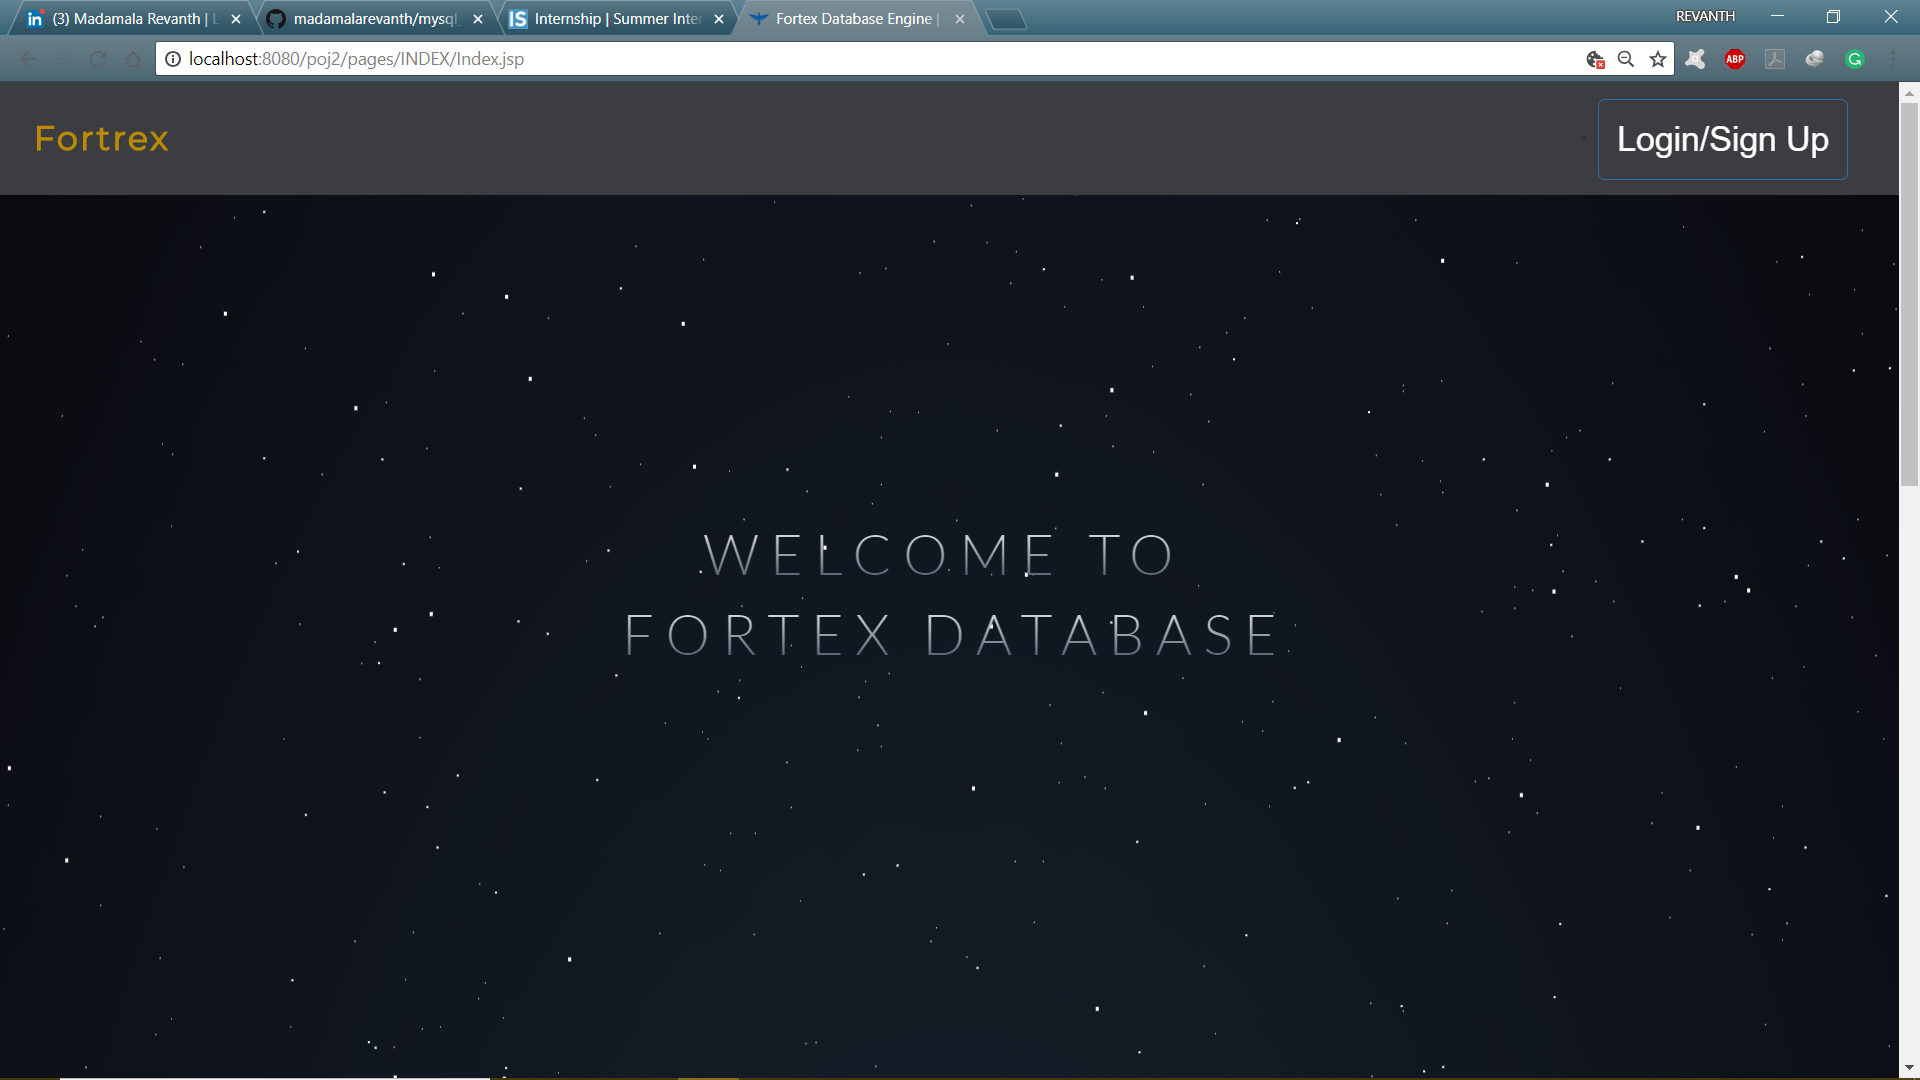 (3) Madamala Revanth | L
madamalarevanth/mysql_
Internship | Summer Inter
Fortex Database Engine |
REVANTH
localhost:8080/poj2/pages/INDEX/Index.jsp
ABP
Fortrex
Login/Sign Up
WELCOME TO
FORTEX DATABASE